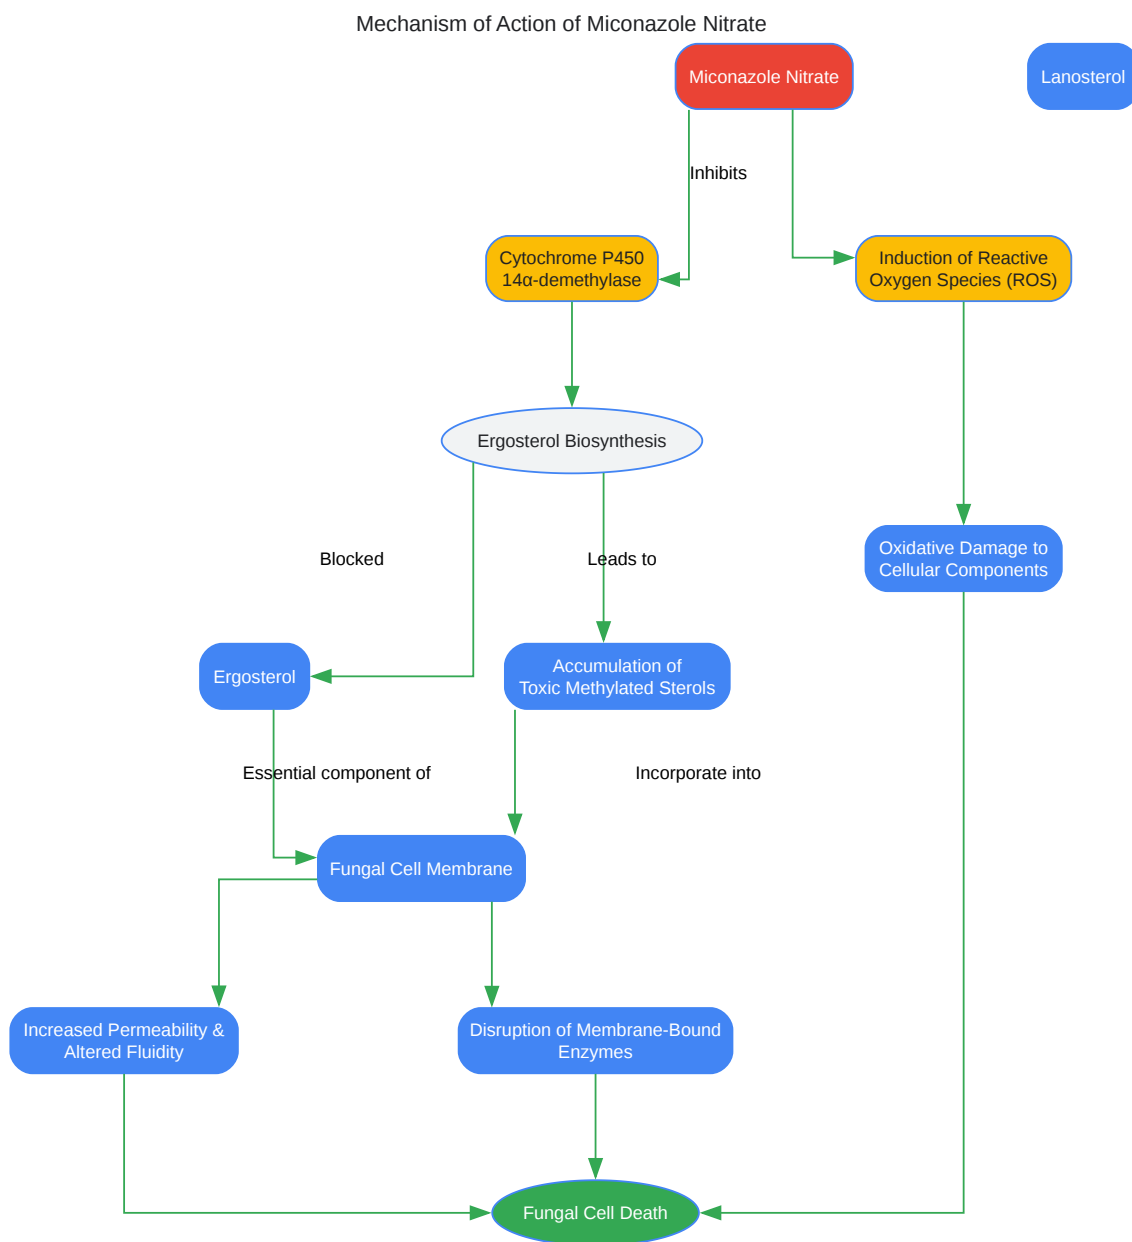 Mechanism of Action of Miconazole Nitrate
Miconazole Nitrate
Lanosterol
Inhibits
Cytochrome P450
14α-demethylase
Induction of Reactive
Oxygen Species (ROS)
Ergosterol Biosynthesis
Blocked
Leads to
Oxidative Damage to
Cellular Components
Ergosterol
Accumulation of
Toxic Methylated Sterols
Essential component of
Incorporate into
Fungal Cell Membrane
Increased Permeability &
Altered Fluidity
Disruption of Membrane-Bound
Enzymes
Fungal Cell Death